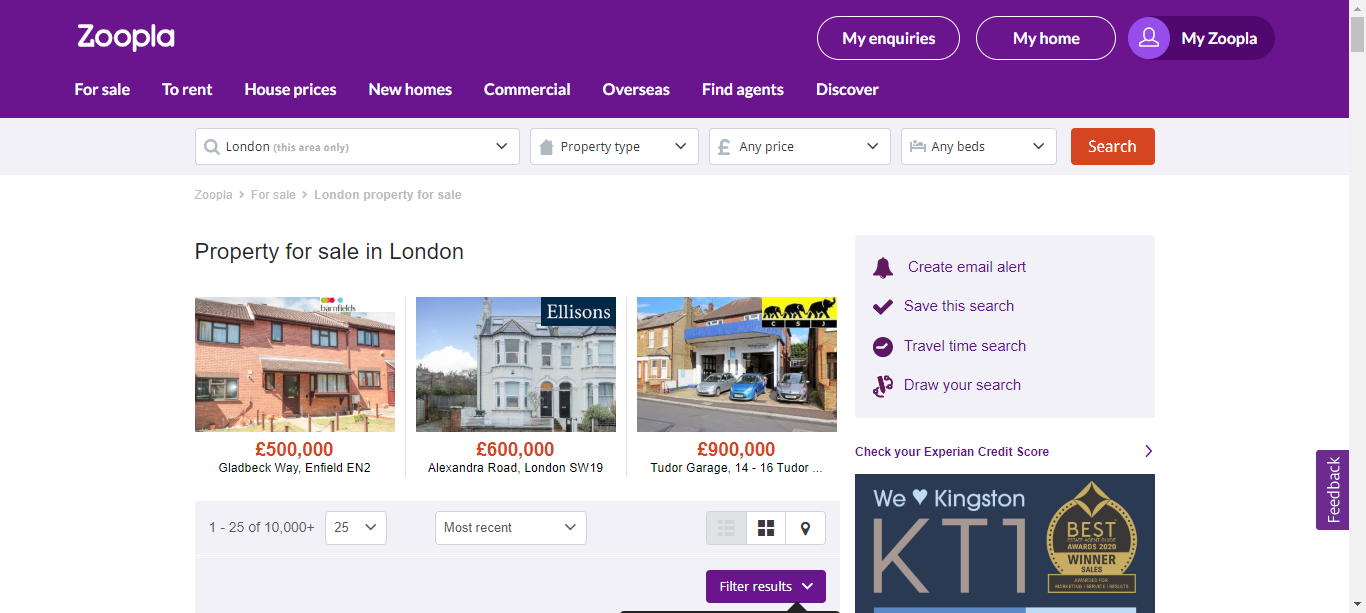 Zoopla
My enquiries
My home
My Zoopla
For sale
To rent
House prices
New homes
Commercial
Overseas
Find agents
Discover
London (this area only)
Property type
£ Any price
Any beds
Search
Zoopla > For sale > London property for sale
Property for sale in London
barnfields
£500,000
Gladbeck Way, Enfield EN2
Ellisons
£600,000
Alexandra Road, London SW19
C S J
£900,000
Tudor Garage, 14 - 16 Tudor ...
Create email alert
Save this search
Travel time search
Draw your search
Check your Experian Credit Score
We ♥ Kingston
KT1
BEST
ESTATE AGENT GUIDE
AWARDS 2020
WINNER
SALES
AWARDED FOR
MARKETING | SERVICE | RESULTS
Feedback
1 - 25 of 10,000+
25
Most recent
Filter results